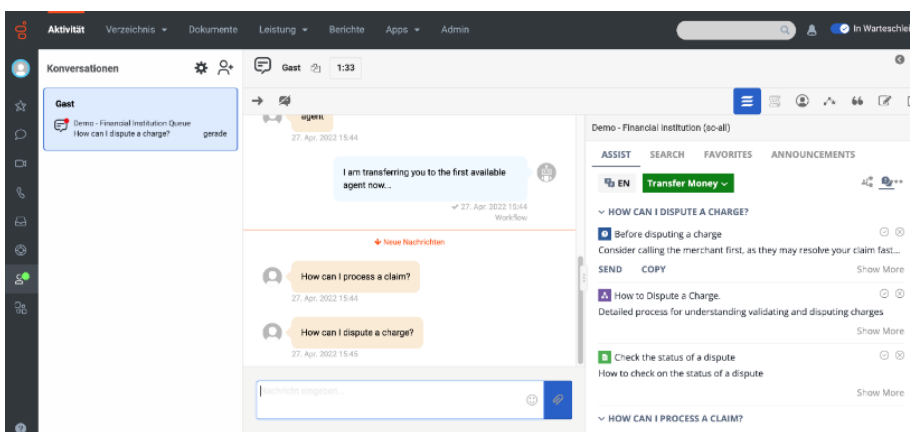 Aktivität Verzeichnis Dokumente Leistung Berichte Apps Admin In Warteschlei
Konversationen
Gast 1:33
Gast
Demo - Financial Institution Queue
How can I dispute a charge? gerade
agent
27. Apr. 2022 15:44
I am transferring you to the first available
agent now...
27. Apr. 2022 15:44
Workflow
Neue Nachrichten
How can I process a claim?
27. Apr. 2022 15:44
How can I dispute a charge?
27. Apr. 2022 15:45
Nachricht eingeben...
Demo - Financial Institution (sc-all)
ASSIST SEARCH FAVORITES ANNOUNCEMENTS
EN Transfer Money
HOW CAN I DISPUTE A CHARGE?
Before disputing a charge
Consider calling the merchant first, as they may resolve your claim fast...
SEND COPY Show More
How to Dispute a Charge.
Detailed process for understanding validating and disputing charges
Show More
Check the status of a dispute
How to check on the status of a dispute
Show More
HOW CAN I PROCESS A CLAIM?